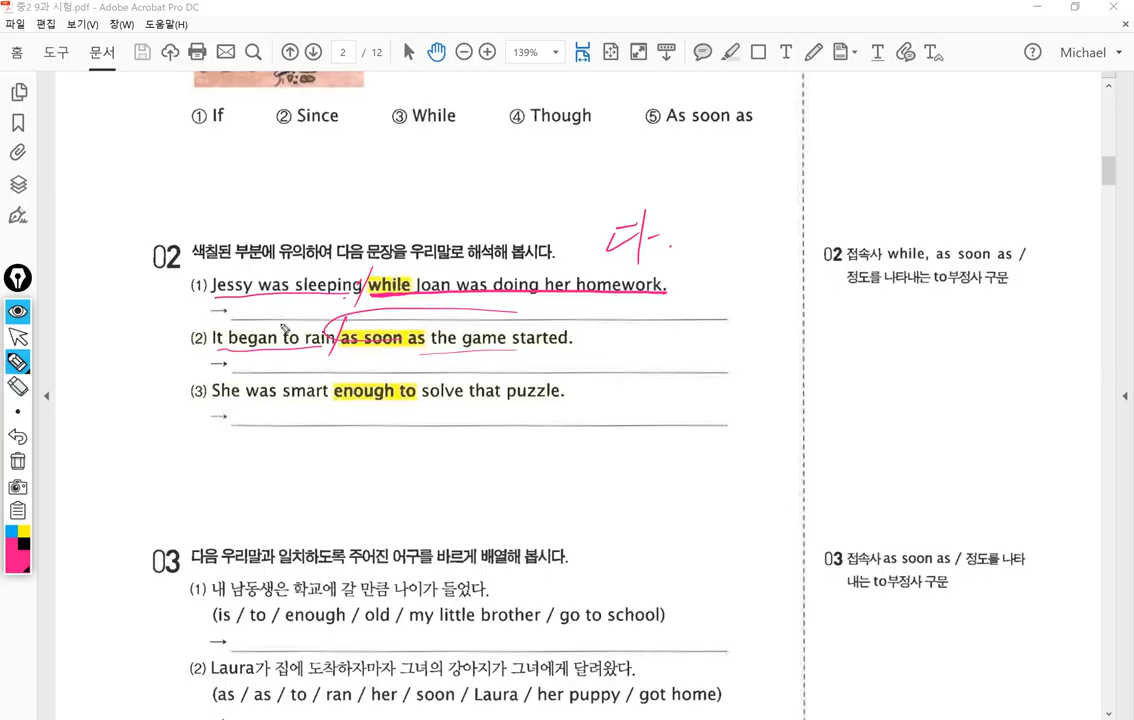 중2 9과 시험.pdf - Adobe Acrobat Pro DC
파일 편집 보기(V) 창(W) 도움말(H)
홈 도구 문서 2 / 12 139% Michael
① If ② Since ③ While ④ Though ⑤ As soon as
다.
02 색칠된 부분에 유의하여 다음 문장을 우리말로 해석해 봅시다.
(1) Jessy was sleeping while Joan was doing her homework.
→
(2) It began to rain as soon as the game started.
→
(3) She was smart enough to solve that puzzle.
→
02 접속사 while, as soon as /
정도를 나타내는 to부정사 구문
03 다음 우리말과 일치하도록 주어진 어구를 바르게 배열해 봅시다.
(1) 내 남동생은 학교에 갈 만큼 나이가 들었다.
(is / to / enough / old / my little brother / go to school)
→
(2) Laura가 집에 도착하자마자 그녀의 강아지가 그녀에게 달려왔다.
(as / as / to / ran / her / soon / Laura / her puppy / got home)
03 접속사 as soon as / 정도를 나타
내는 to부정사 구문